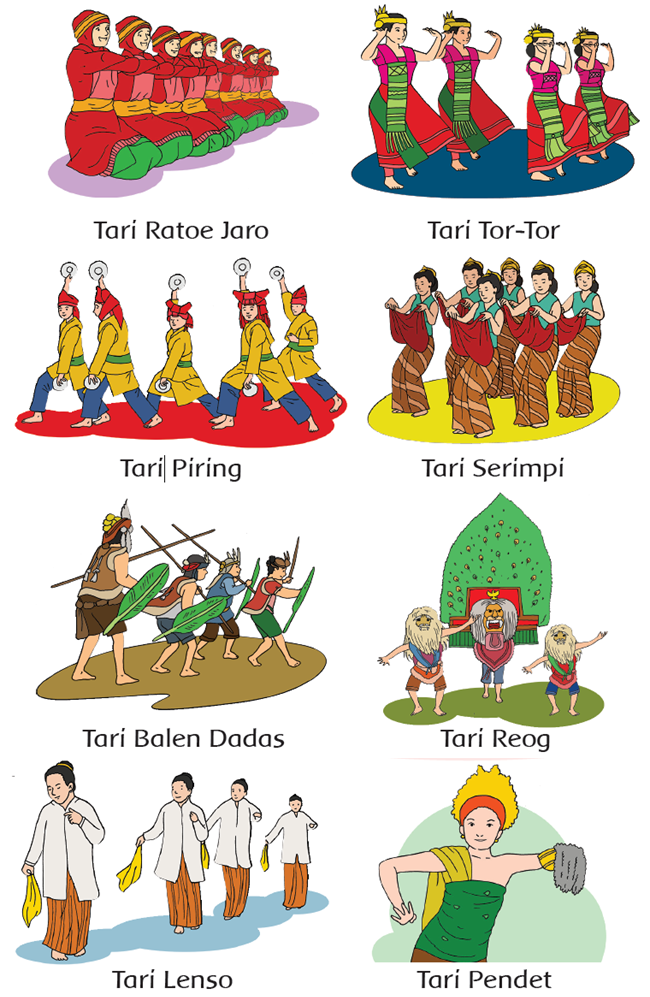 Tari Ratoe Jaro
Tari Tor-Tor
Tari Piring
Tari Serimpi
Tari Balen Dadas
Tari Reog
Tari Lenso
Tari Pendet